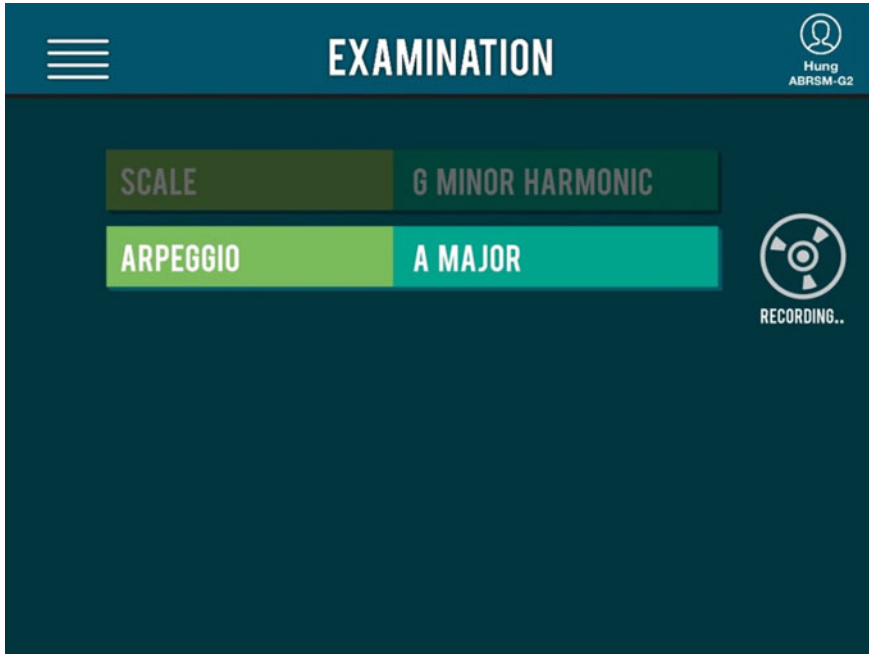 EXAMINATION
Hung
ABRSM-G2
SCALE G MINOR HARMONIC
ARPEGGIO A MAJOR
RECORDING..